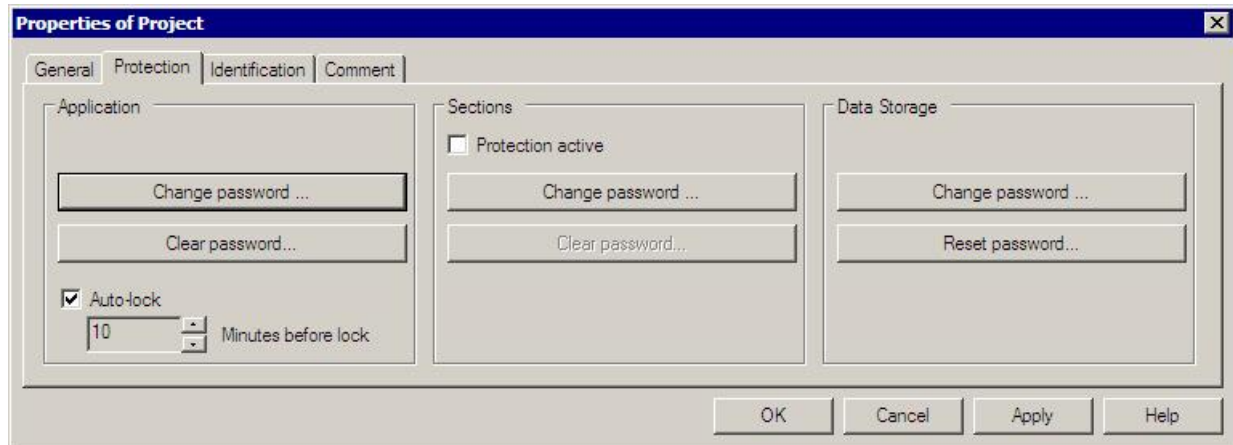 Properties of Project
General Protection Identification Comment
Application Sections Data Storage
Protection active
Change password ... Change password ... Change password ...
Clear password... Clear password... Reset password...
Auto-lock
10 Minutes before lock
OK Cancel Apply Help